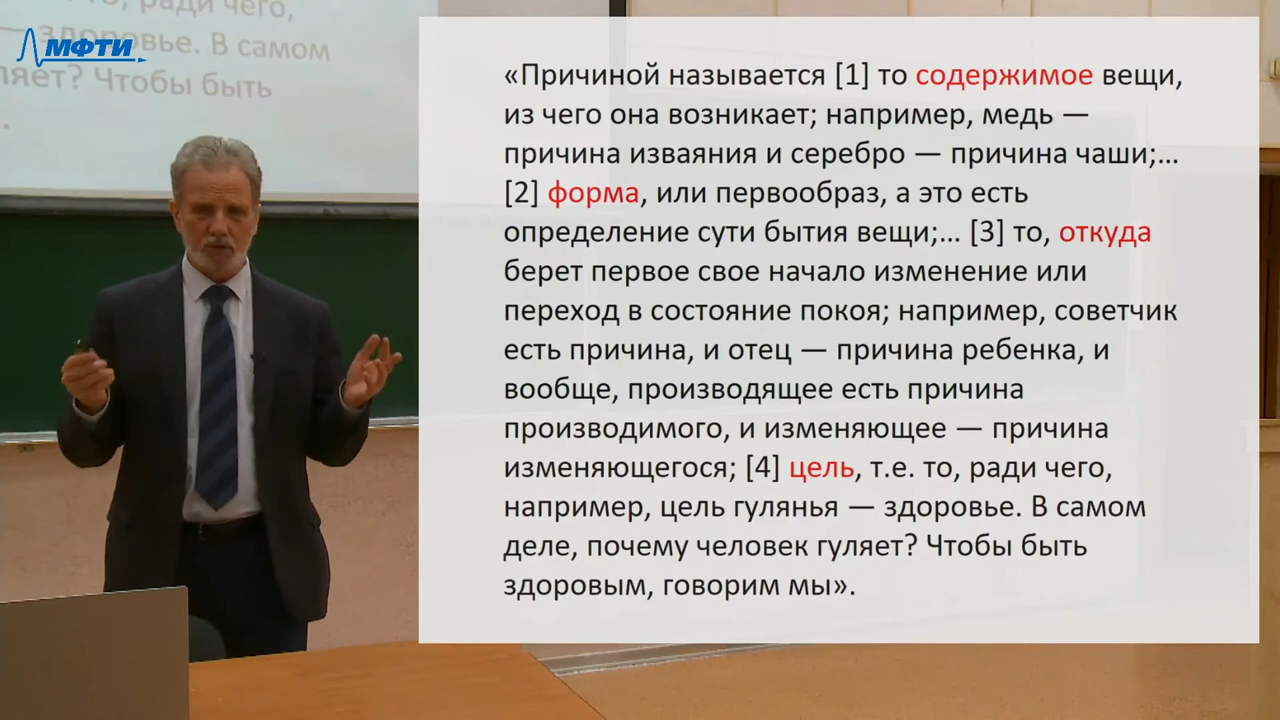 то, ради чего,
— здоровье. В самом
ляет? Чтобы быть
.
МФТИ
«Причиной называется [1] то содержимое вещи,
из чего она возникает; например, медь —
причина изваяния и серебро — причина чаши;…
[2] форма, или первообраз, а это есть
определение сути бытия вещи;… [3] то, откуда
берет первое свое начало изменение или
переход в состояние покоя; например, советчик
есть причина, и отец — причина ребенка, и
вообще, производящее есть причина
производимого, и изменяющее — причина
изменяющегося; [4] цель, т.е. то, ради чего,
например, цель гулянья — здоровье. В самом
деле, почему человек гуляет? Чтобы быть
здоровым, говорим мы».